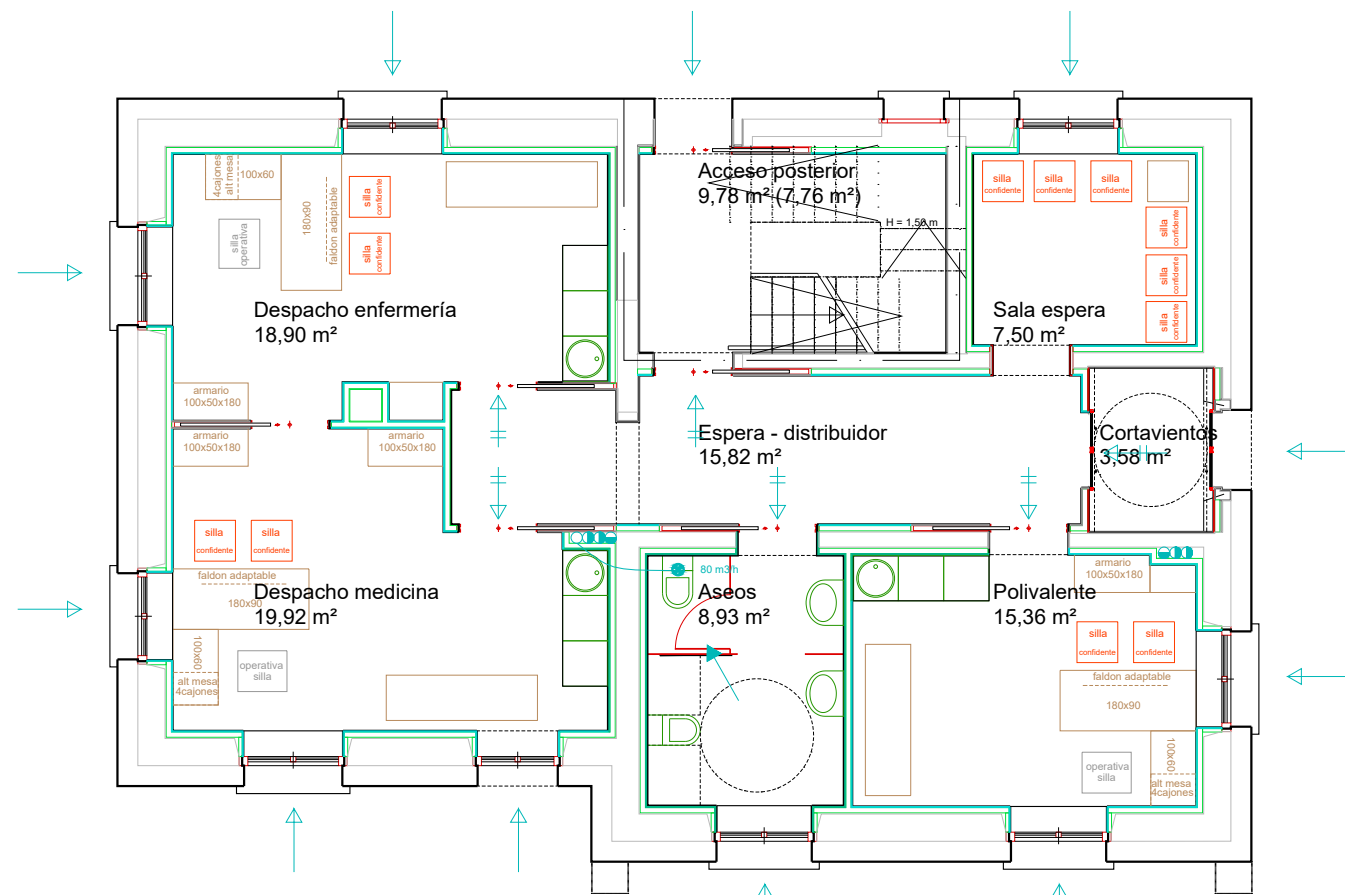 Acceso posterior
9,78 m² (7,76 m²)
H = 1,50 m
4cajones
alt mesa
100x60
180x90
faldon adaptable
silla
confidente
silla
confidente
silla
operativa
Despacho enfermería
18,90 m²
armario
100x50x180
silla
confidente
silla
confidente
silla
confidente
silla
confidente
silla
confidente
silla
confidente
Sala espera
7,50 m²
armario
100x50x180
armario
100x50x180
Espera - distribuidor
15,82 m²
Cortavientos
3,58 m²
silla
confidente
silla
confidente
faldon adaptable
180x90
Despacho medicina
19,92 m²
100x60
alt mesa
4cajones
operativa
silla
80 m3/h
Aseos
8,93 m²
armario
100x50x180
Polivalente
15,36 m²
silla
confidente
silla
confidente
faldon adaptable
180x90
operativa
silla
100x60
alt mesa
4cajones